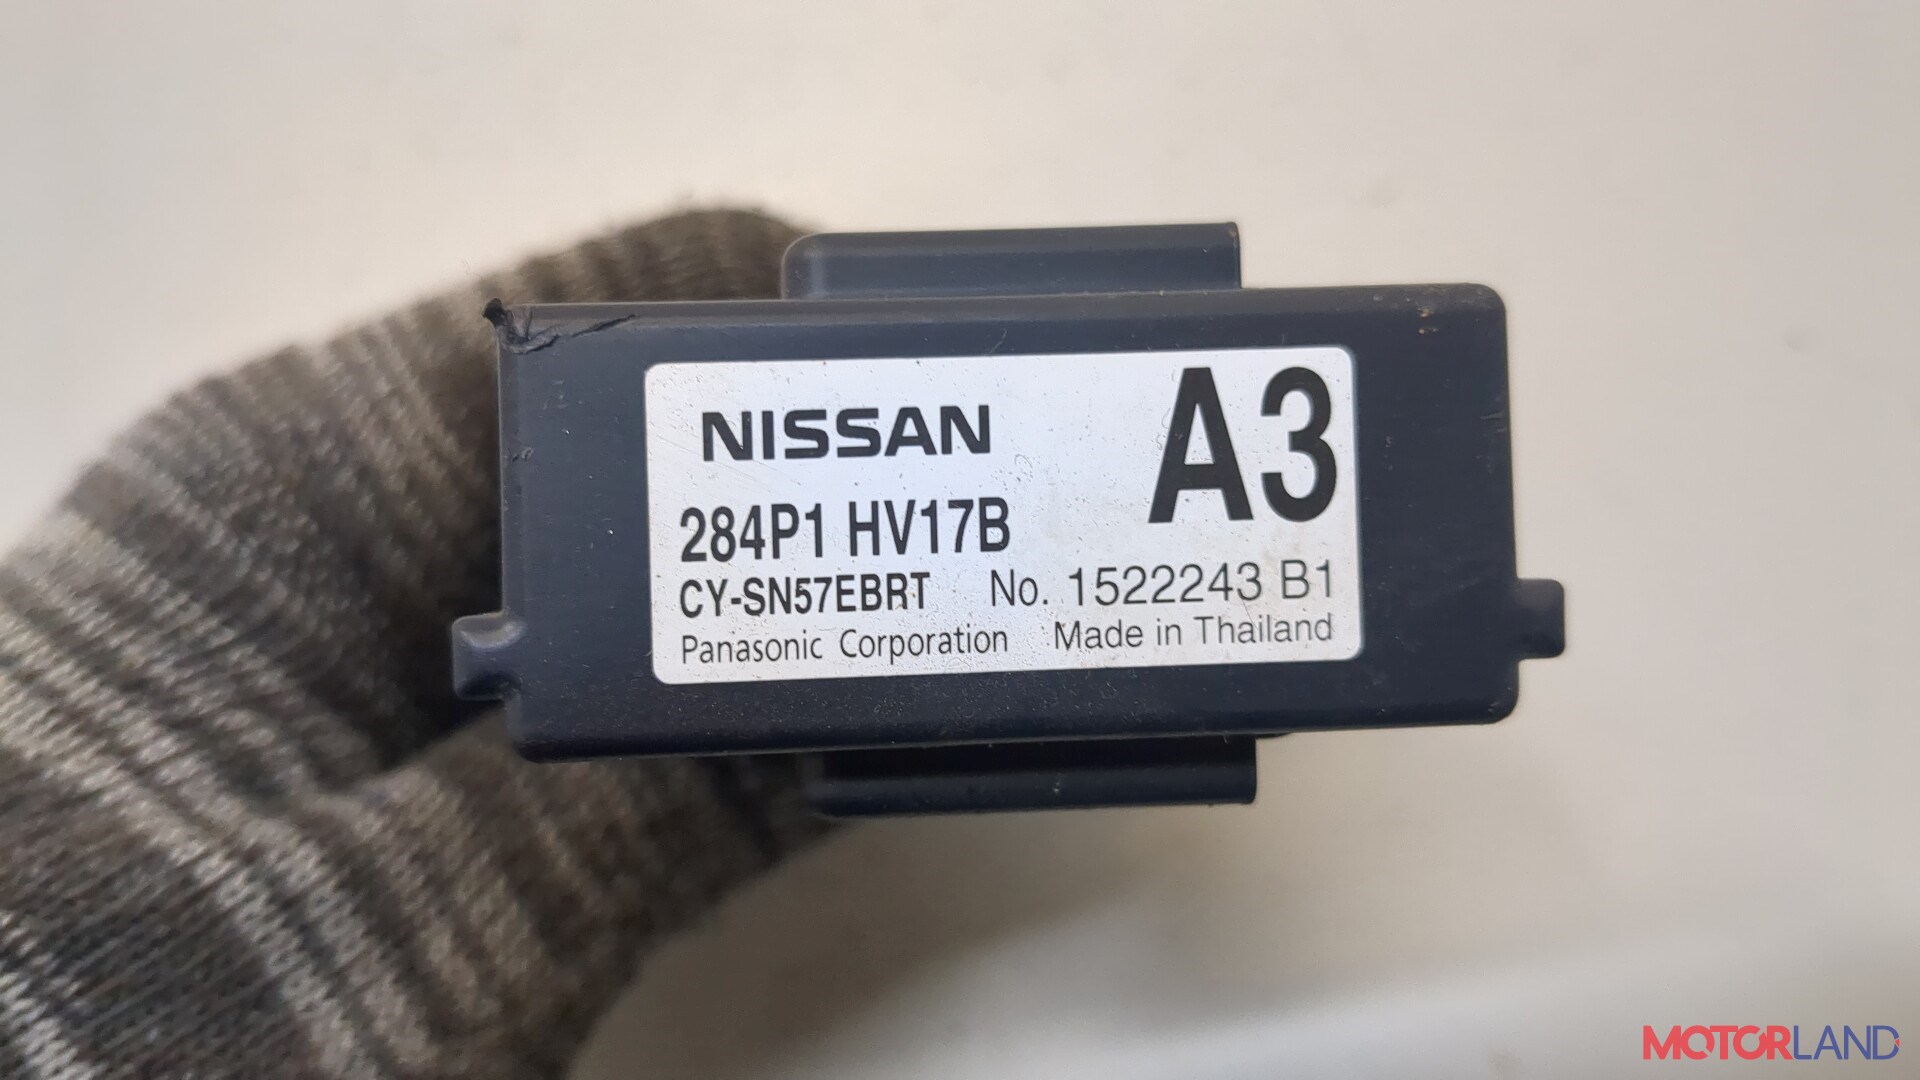 NISSAN A3
284P1 HV17B
CY-SN57EBRT No. 1522243 B1
Panasonic Corporation Made in Thailand
MOTORLAND